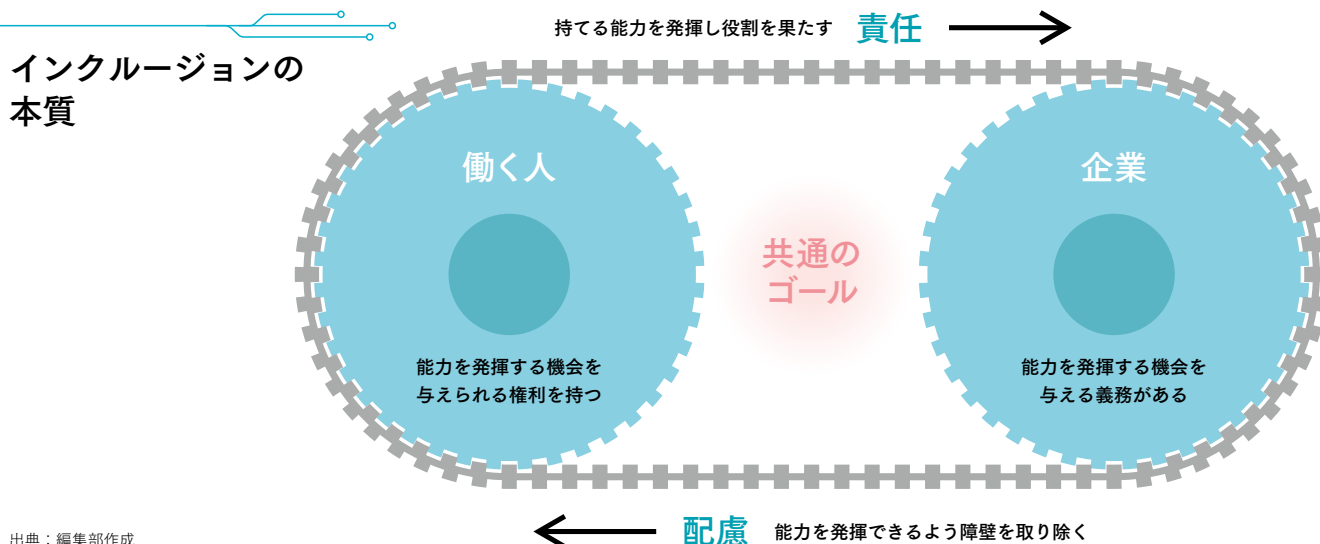 持てる能力を発揮し役割を果たす 責任
インクルージョンの
本質
働く人
企業
共通の
ゴール
能力を発揮する機会を
与えられる権利を持つ
能力を発揮する機会を
与える義務がある
配慮 能力を発揮できるよう障壁を取り除く
出典：編集部作成